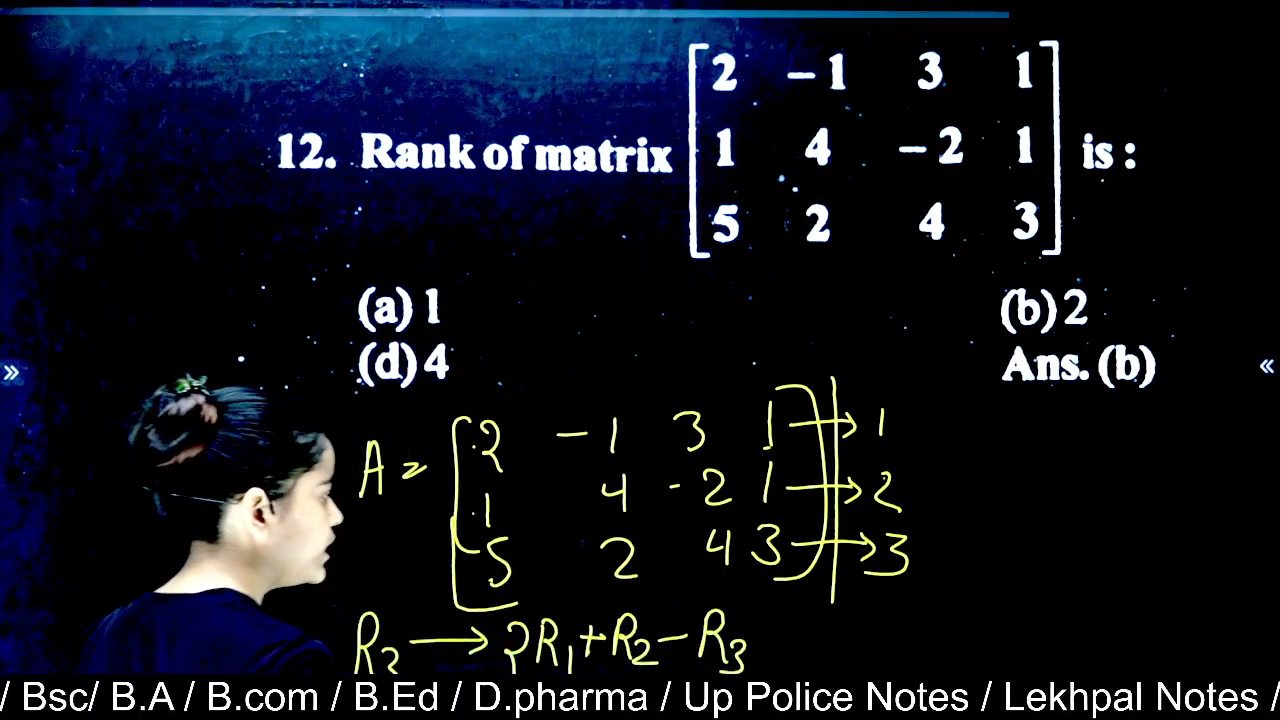 12. Rank of matrix [2 – 1 3 1
1 4 – 2 1
5 2 4 3] is :
(a) 1 (b) 2
(d) 4 Ans. (b)
A = [2 – 1 3 1] → 1
1 4 - 2 1 → 2
5 2 4 3 → 3
R₂ → 2R₁ + R₂ – R₃
/ Bsc/ B.A / B.com / B.Ed / D.pharma / Up Police Notes / Lekhpal Notes /